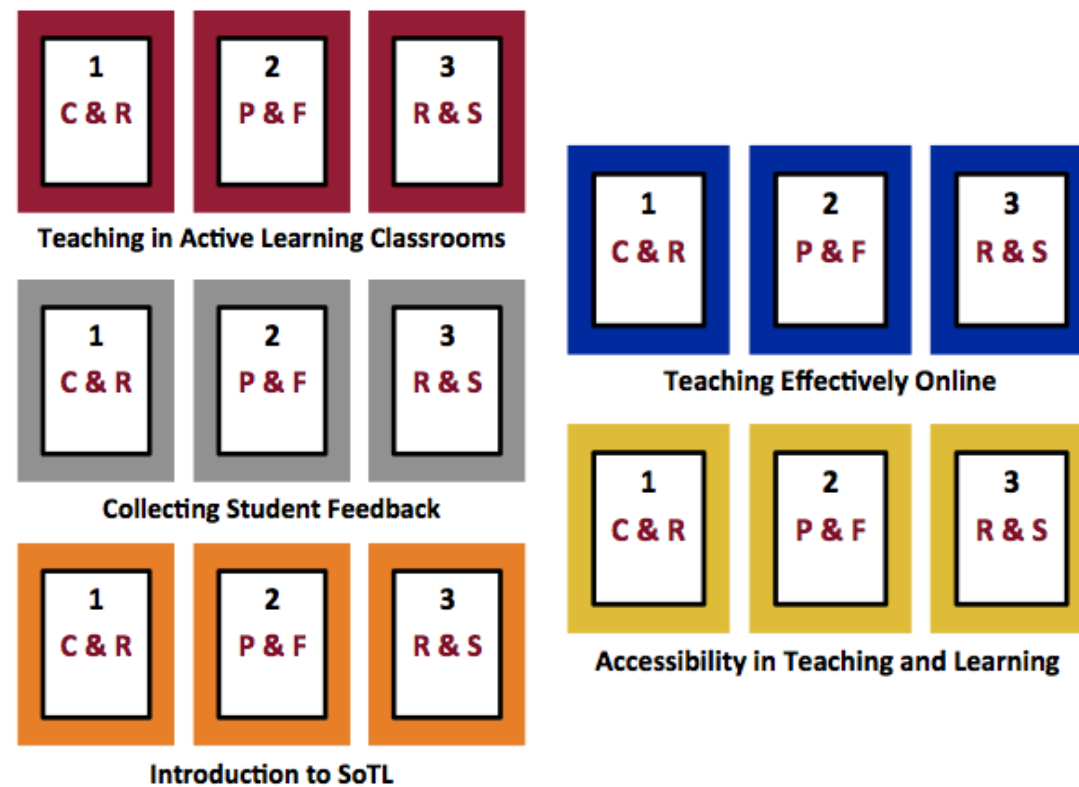 1 2 3
C & R P & F R & S
Teaching in Active Learning Classrooms
1 2 3
C & R P & F R & S
Collecting Student Feedback
1 2 3
C & R P & F R & S
Introduction to SoTL
1 2 3
C & R P & F R & S
Teaching Effectively Online
1 2 3
C & R P & F R & S
Accessibility in Teaching and Learning